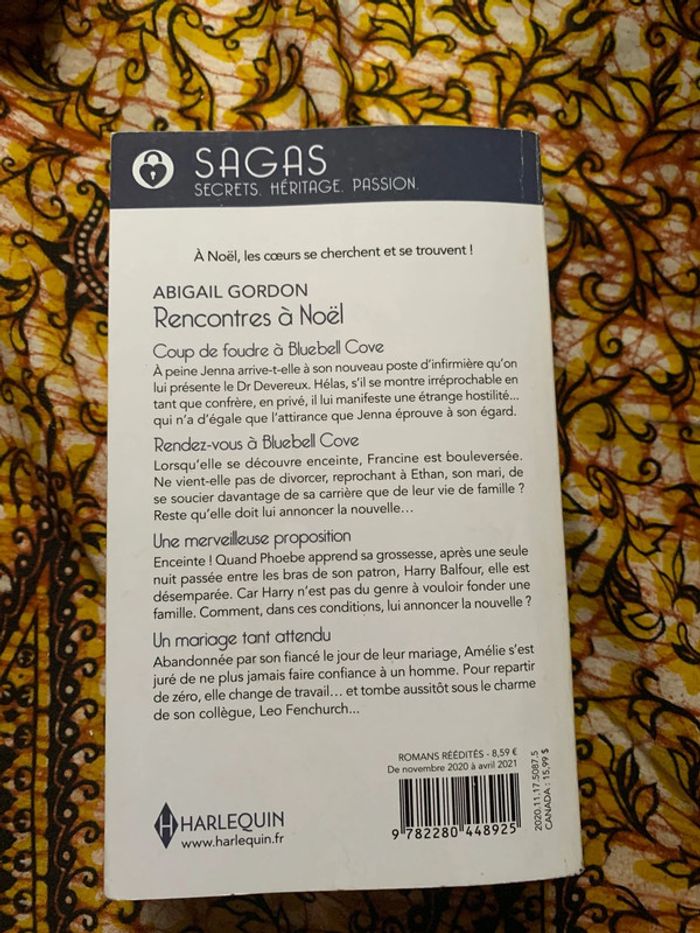 SAGAS
SECRETS. HÉRITAGE. PASSION.
À Noël, les cœurs se cherchent et se trouvent !
ABIGAIL GORDON
Rencontres à Noël
Coup de foudre à Bluebell Cove
À peine Jenna arrive-t-elle à son nouveau poste d'infirmière qu'on
lui présente le Dr Devereux. Hélas, s'il se montre irréprochable en
tant que confrère, en privé, il lui manifeste une étrange hostilité...
qui n'a d'égale que l'attirance que Jenna éprouve à son égard.
Rendez-vous à Bluebell Cove
Lorsqu'elle se découvre enceinte, Francine est bouleversée.
Ne vient-elle pas de divorcer, reprochant à Ethan, son mari, de
se soucier davantage de sa carrière que de leur vie de famille ?
Reste qu'elle doit lui annoncer la nouvelle...
Une merveilleuse proposition
Enceinte ! Quand Phoebe apprend sa grossesse, après une seule
nuit passée entre les bras de son patron, Harry Balfour, elle est
désemparée. Car Harry n'est pas du genre à vouloir fonder une
famille. Comment, dans ces conditions, lui annoncer la nouvelle ?
Un mariage tant attendu
Abandonnée par son fiancé le jour de leur mariage, Amélie s'est
juré de ne plus jamais faire confiance à un homme. Pour repartir
de zéro, elle change de travail... et tombe aussitôt sous le charme
de son collègue, Leo Fenchurch...
ROMANS RÉÉDITÉS - 8,59 €
De novembre 2020 à avril 2021
2020.11.17.5087.5
CANADA : 15,99 $
H HARLEQUIN
www.harlequin.fr
9 782280 448925